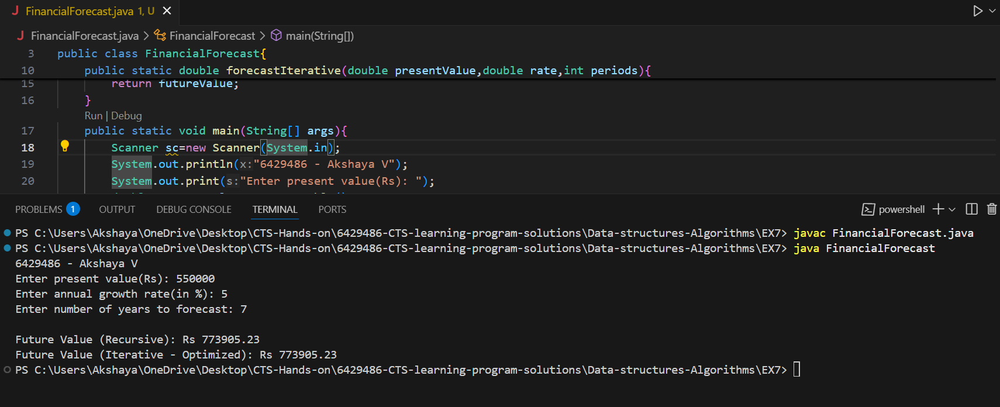 FinancialForecast.java 1, U
FinancialForecast.java > FinancialForecast > main(String[])
3 public class FinancialForecast{
10 public static double forecastIterative(double presentValue,double rate,int periods){
15 return futureValue;
16 }
Run | Debug
17 public static void main(String[] args){
18 Scanner sc=new Scanner(System.in);
19 System.out.println(x:"6429486 - Akshaya V");
20 System.out.print(s:"Enter present value(Rs): ");
PROBLEMS 1 OUTPUT DEBUG CONSOLE TERMINAL PORTS powershell
PS C:\Users\Akshaya\OneDrive\Desktop\CTS-Hands-on\6429486-CTS-learning-program-solutions\Data-structures-Algorithms\EX7> javac FinancialForecast.java
PS C:\Users\Akshaya\OneDrive\Desktop\CTS-Hands-on\6429486-CTS-learning-program-solutions\Data-structures-Algorithms\EX7> java FinancialForecast
6429486 - Akshaya V
Enter present value(Rs): 550000
Enter annual growth rate(in %): 5
Enter number of years to forecast: 7
Future Value (Recursive): Rs 773905.23
Future Value (Iterative - Optimized): Rs 773905.23
PS C:\Users\Akshaya\OneDrive\Desktop\CTS-Hands-on\6429486-CTS-learning-program-solutions\Data-structures-Algorithms\EX7>